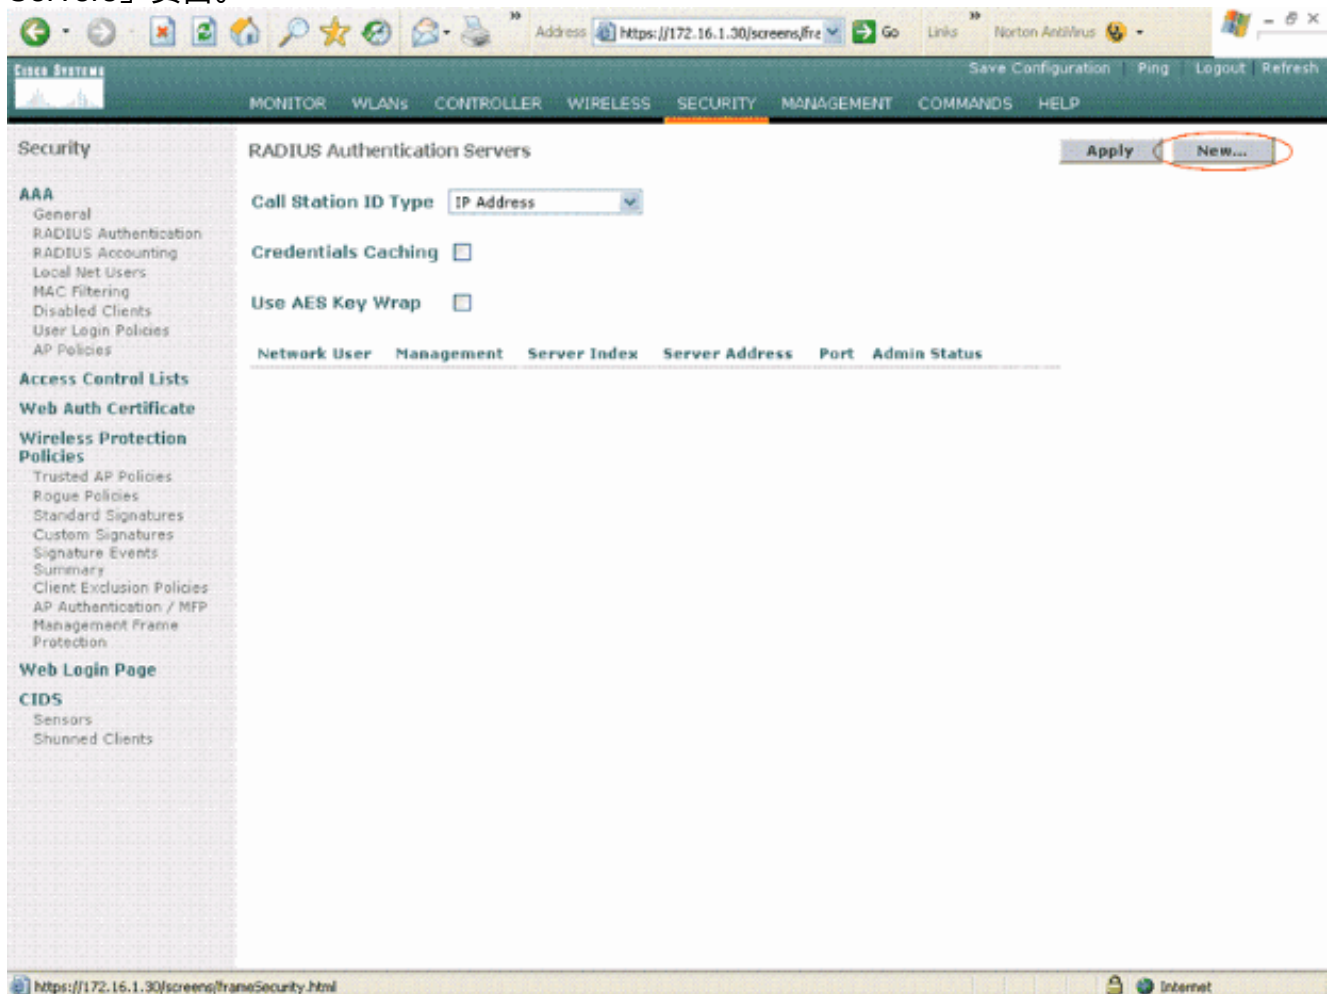 Servers」页面。
Address https://172.16.1.30/screens/fra Go Links Norton AntiVirus
CISCO SYSTEMS
Save Configuration Ping Logout Refresh
MONITOR WLANs CONTROLLER WIRELESS SECURITY MANAGEMENT COMMANDS HELP
Security
RADIUS Authentication Servers
Apply New...
AAA
General
RADIUS Authentication
RADIUS Accounting
Local Net Users
MAC Filtering
Disabled Clients
User Login Policies
AP Policies
Access Control Lists
Web Auth Certificate
Wireless Protection
Policies
Trusted AP Policies
Rogue Policies
Standard Signatures
Custom Signatures
Signature Events
Summary
Client Exclusion Policies
AP Authentication / MFP
Management Frame
Protection
Web Login Page
CIDS
Sensors
Shunned Clients
Call Station ID Type IP Address
Credentials Caching
Use AES Key Wrap
Network User Management Server Index Server Address Port Admin Status
https://172.16.1.30/screens/frameSecurity.html Internet